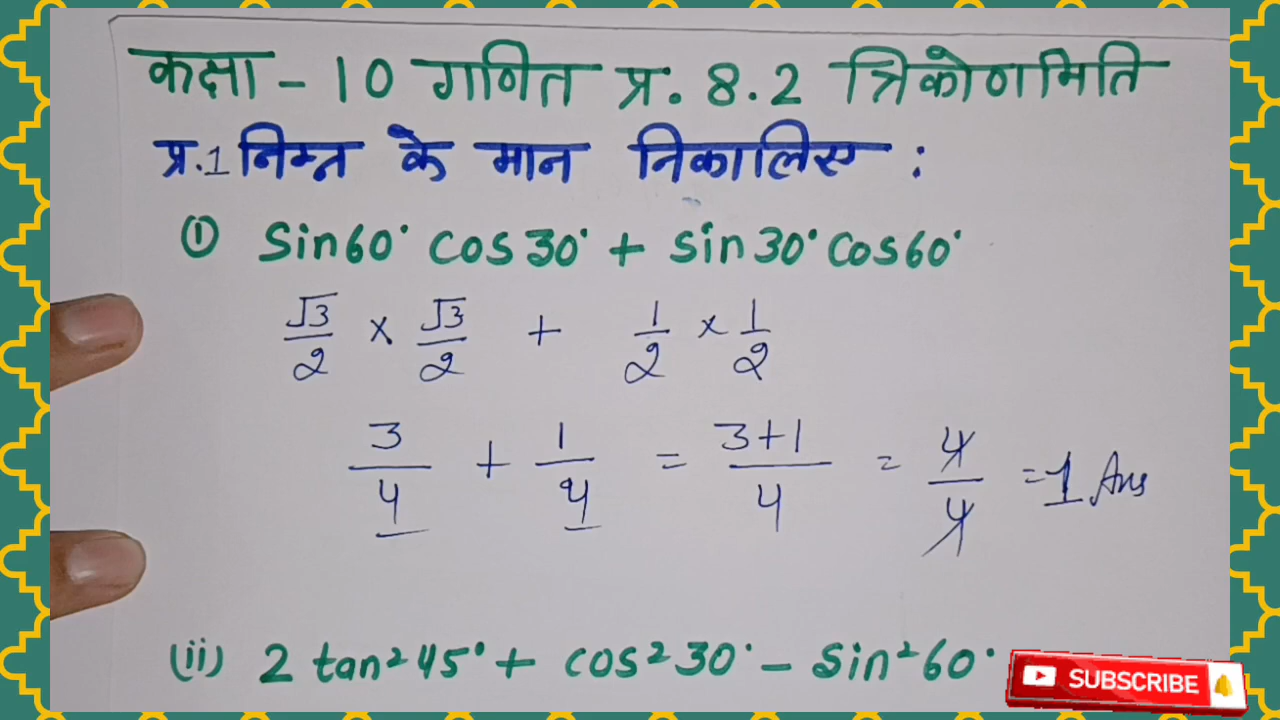 कक्षा - 10 गणित प्र. 8.2 त्रिकोणमिति
प्र.1 निम्न के मान निकालिए :
① sin60° cos30° + sin30° cos60°
√3/2 × √3/2 + 1/2 × 1/2
3/4 + 1/4 = 3+1/4 = 4/4 = 1 Ans
(ii) 2 tan²45° + cos²30° - sin²60°
SUBSCRIBE